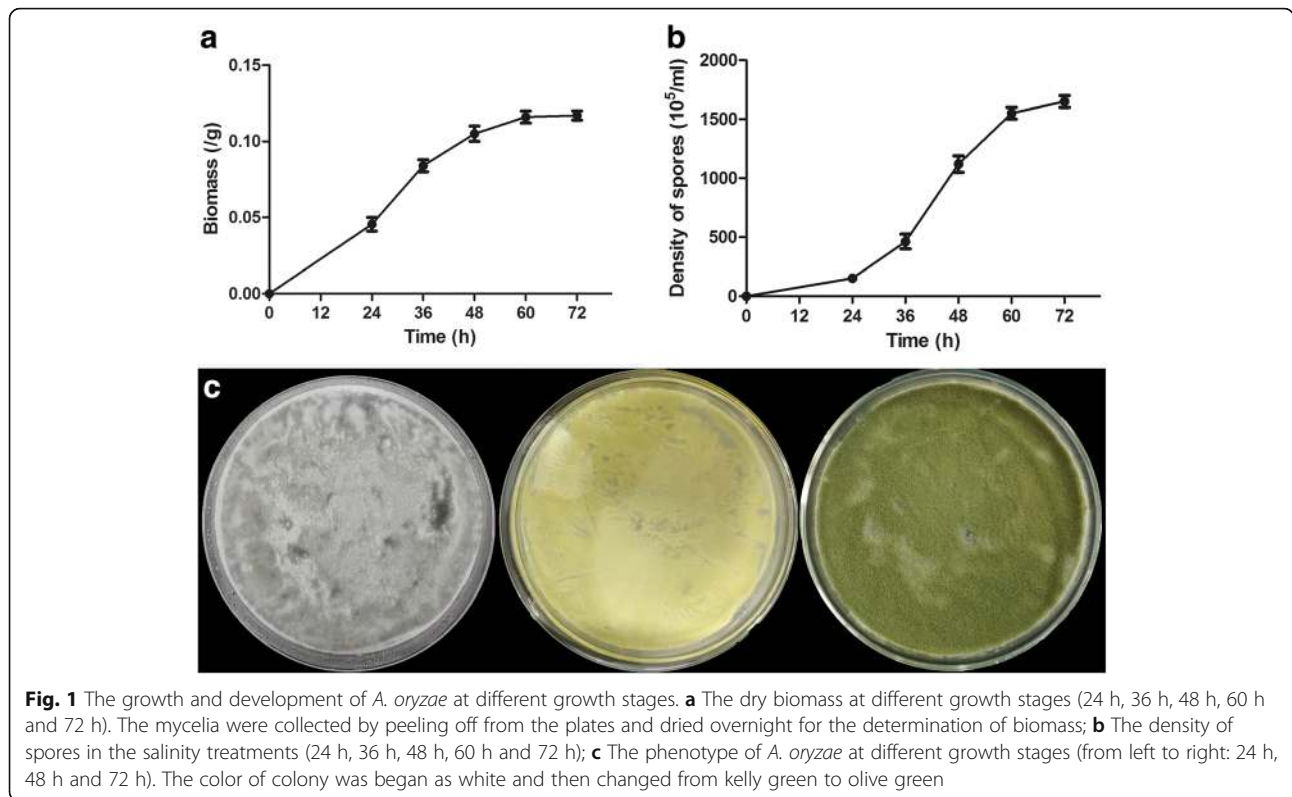 a
0.15
0.10
0.05
0.00
Biomass (/g)
0 12 24 36 48 60 72
Time (h)
b
2000
1500
1000
500
0
Density of spores (10⁵/ml)
0 12 24 36 48 60 72
Time (h)
c
Fig. 1 The growth and development of A. oryzae at different growth stages. a The dry biomass at different growth stages (24 h, 36 h, 48 h, 60 h
and 72 h). The mycelia were collected by peeling off from the plates and dried overnight for the determination of biomass; b The density of
spores in the salinity treatments (24 h, 36 h, 48 h, 60 h and 72 h); c The phenotype of A. oryzae at different growth stages (from left to right: 24 h,
48 h and 72 h). The color of colony was began as white and then changed from kelly green to olive green